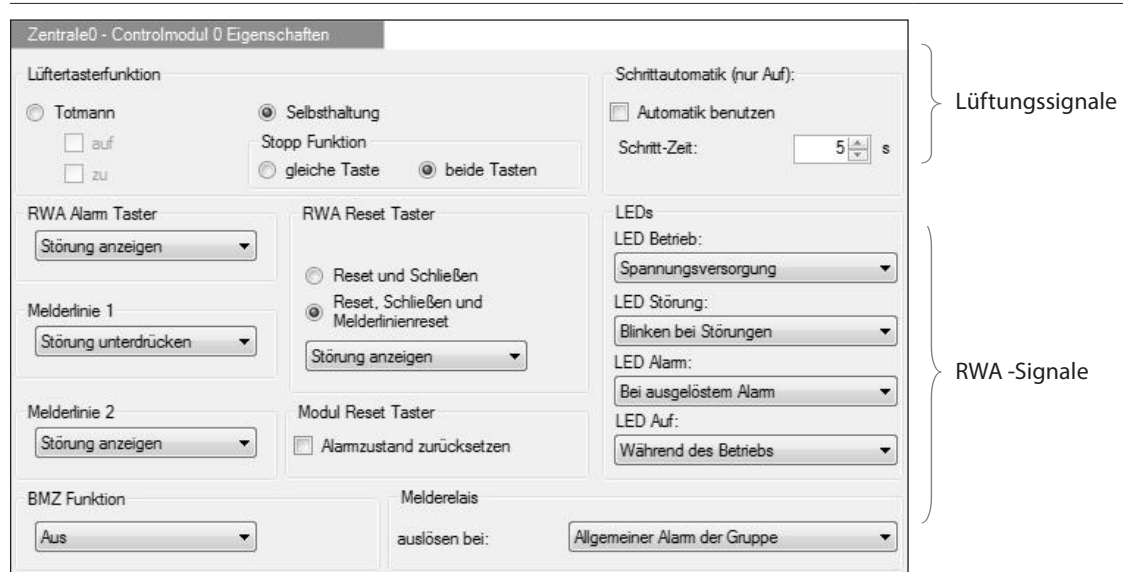 Zentrale0 - Controlmodul 0 Eigenschaften
Lüftertasterfunktion
Totmann
auf
zu
Selbsthaltung
Stopp Funktion
gleiche Taste
beide Tasten
Schrittautomatik (nur Auf):
Automatik benutzen
Schritt-Zeit:
5 s
Lüftungssignale
RWA Alarm Taster
Störung anzeigen
Melderlinie 1
Störung unterdrücken
Melderlinie 2
Störung anzeigen
RWA Reset Taster
Reset und Schließen
Reset, Schließen und
Melderlinienreset
Störung anzeigen
Modul Reset Taster
Alarmzustand zurücksetzen
LEDs
LED Betrieb:
Spannungsversorgung
LED Störung:
Blinken bei Störungen
LED Alarm:
Bei ausgelöstem Alarm
LED Auf:
Während des Betriebs
RWA -Signale
BMZ Funktion
Aus
Melderelais
auslösen bei:
Allgemeiner Alarm der Gruppe